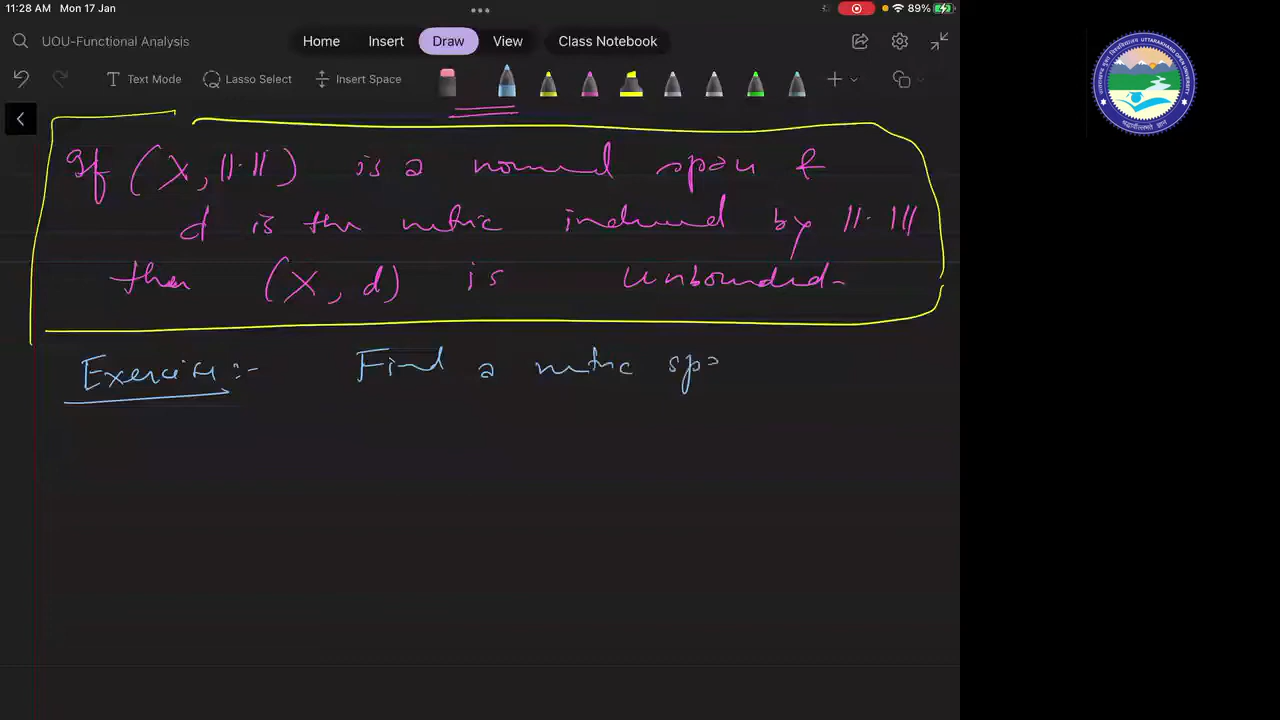 11:28 AM Mon 17 Jan
89%
UOU-Functional Analysis
Home Insert Draw View Class Notebook
Text Mode Lasso Select Insert Space
If (X, ||·||) is a normed space &
d is the metric induced by ||·||
then (X, d) is unbounded.
Exercise:- Find a metric spa